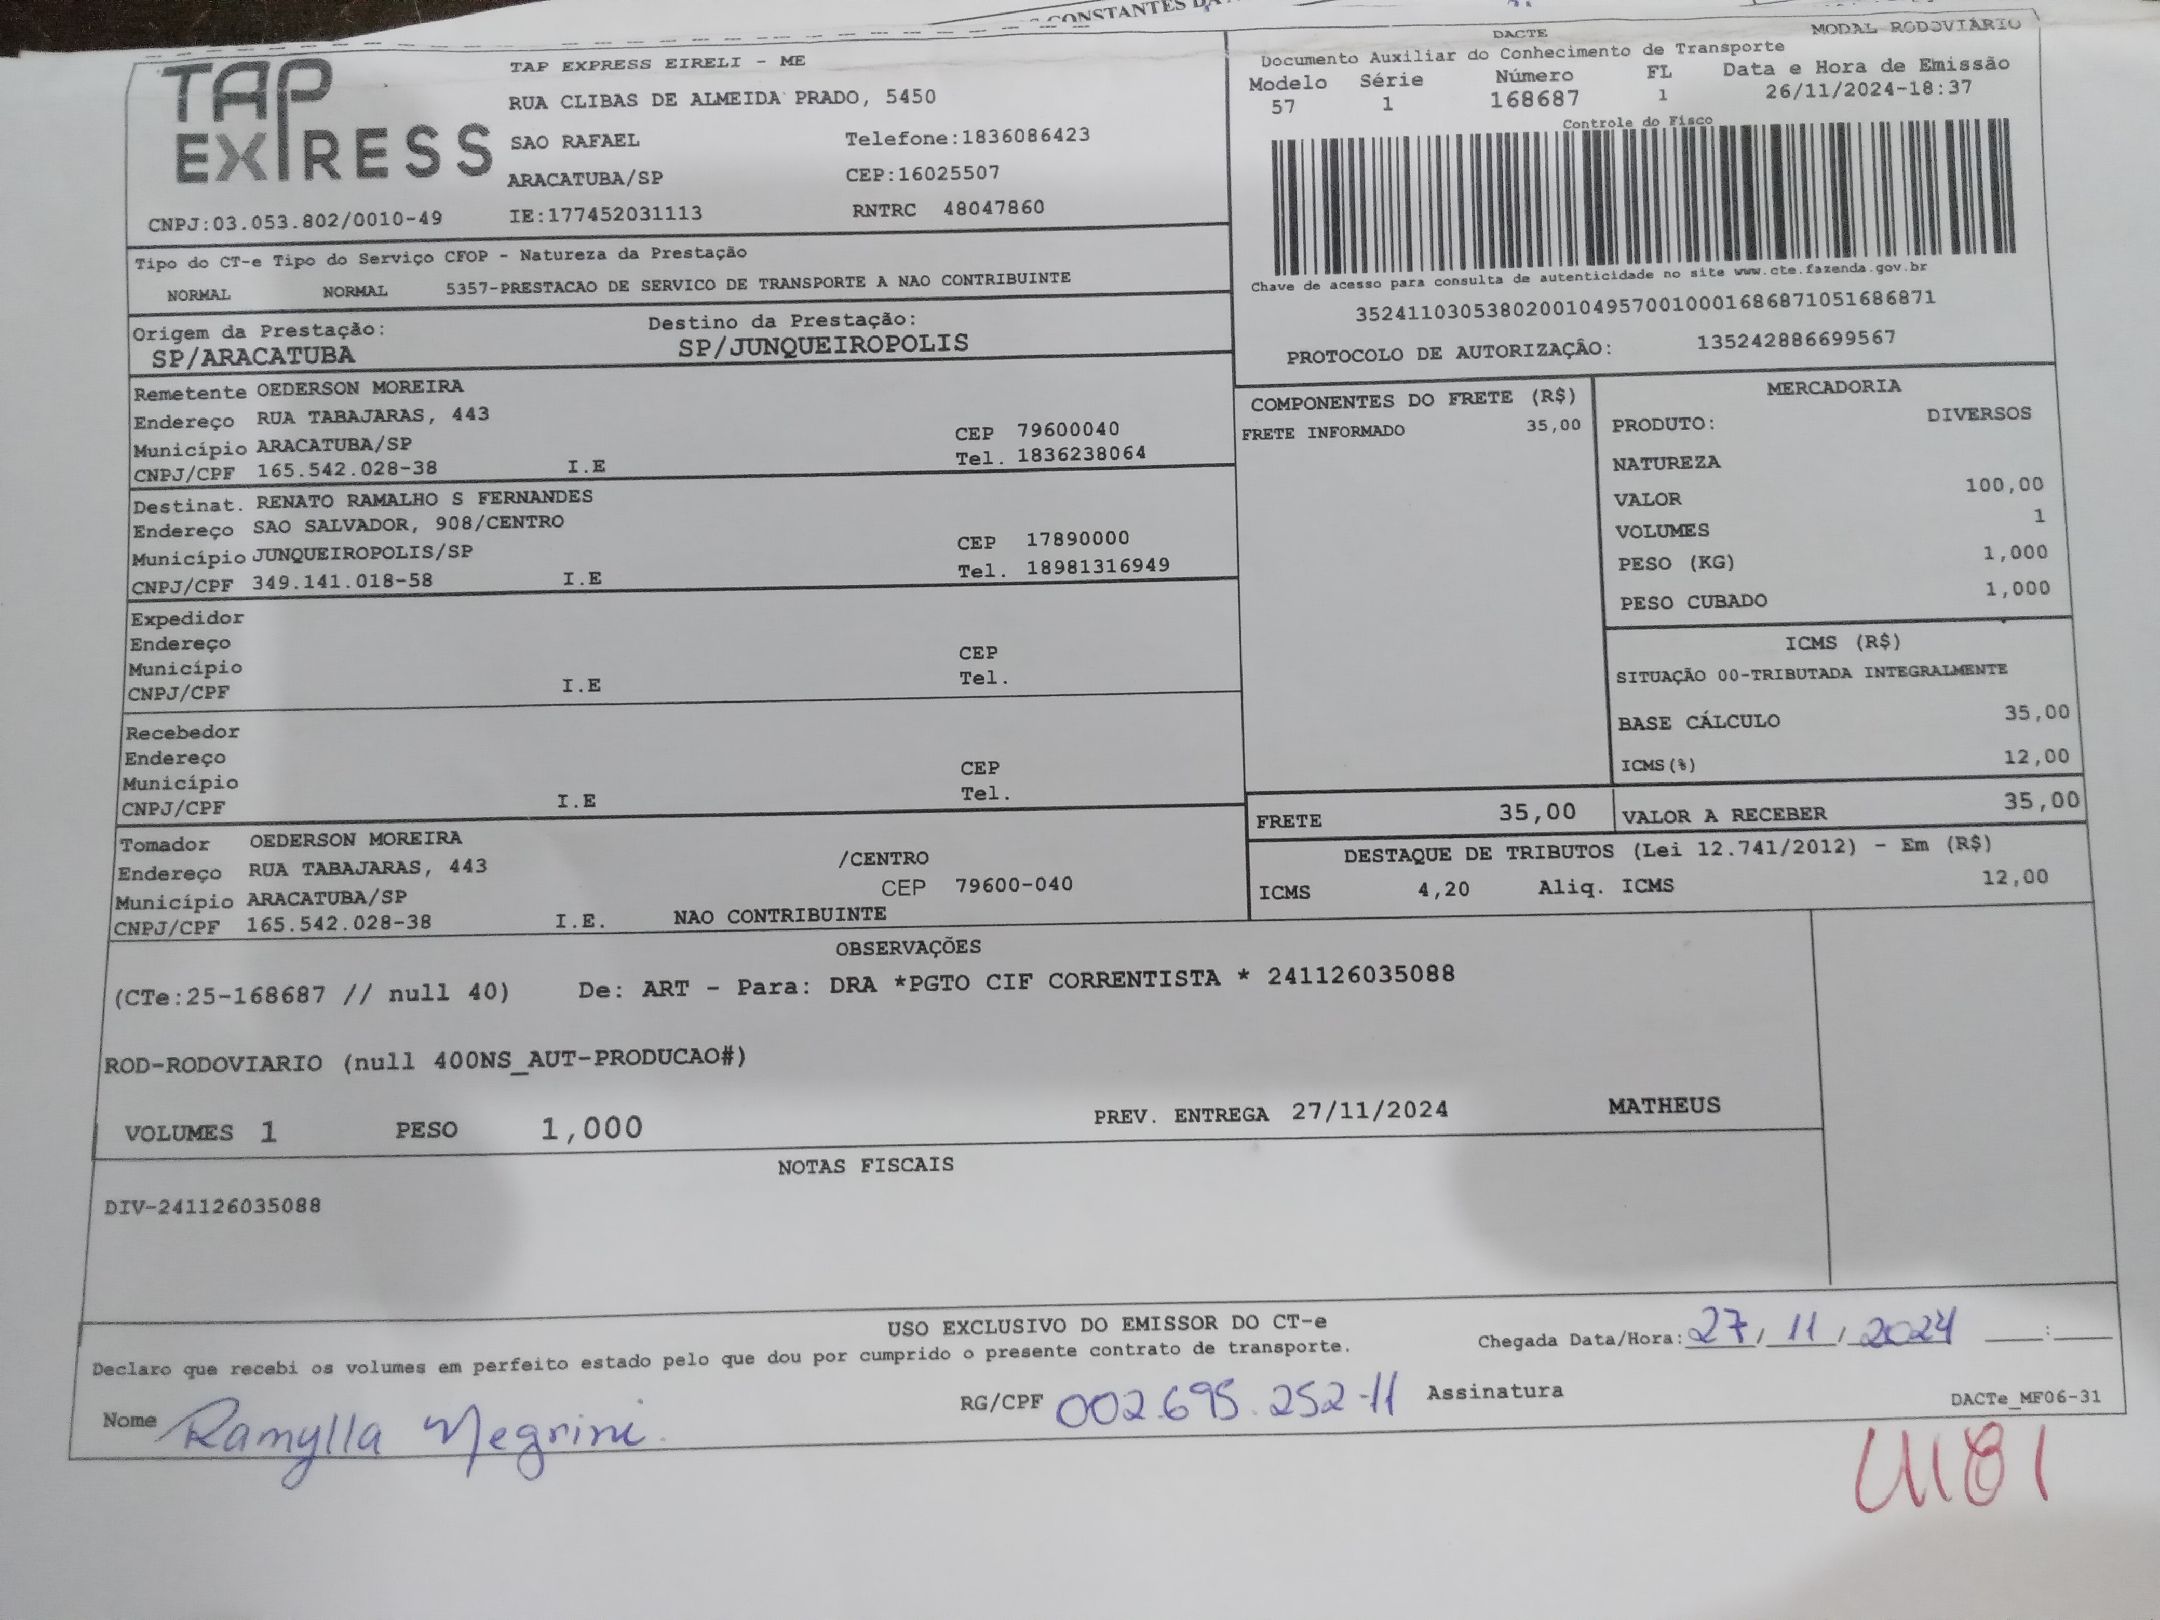 CONSTANTES DA
TAP EXPRESS
TAP EXPRESS EIRELI - ME
RUA CLIBAS DE ALMEIDA PRADO, 5450
SAO RAFAEL Telefone:1836086423
ARACATUBA/SP CEP:16025507
CNPJ:03.053.802/0010-49 IE:177452031113 RNTRC 48047860
DACTE MODAL RODOVIÁRIO
Documento Auxiliar do Conhecimento de Transporte
Modelo Série Número FL Data e Hora de Emissão
57 1 168687 1 26/11/2024-18:37
Controle do Fisco
Chave de acesso para consulta de autenticidade no site www.cte.fazenda.gov.br
35241103053802001049570010001686871051686871
PROTOCOLO DE AUTORIZAÇÂO: 135242886699567
Tipo do CT-e Tipo do Serviço CFOP - Natureza da Prestação
NORMAL NORMAL 5357-PRESTACAO DE SERVICO DE TRANSPORTE A NAO CONTRIBUINTE
Origem da Prestação: Destino da Prestação:
SP/ARACATUBA SP/JUNQUEIROPOLIS
Remetente OEDERSON MOREIRA
Endereço RUA TABAJARAS, 443
Município ARACATUBA/SP CEP 79600040
CNPJ/CPF 165.542.028-38 I.E Tel. 1836238064
Destinat. RENATO RAMALHO S FERNANDES
Endereço SAO SALVADOR, 908/CENTRO
Município JUNQUEIROPOLIS/SP CEP 17890000
CNPJ/CPF 349.141.018-58 I.E Tel. 18981316949
Expedidor
Endereço
Município CEP
CNPJ/CPF I.E Tel.
Recebedor
Endereço
Município CEP
CNPJ/CPF I.E Tel.
Tomador OEDERSON MOREIRA
Endereço RUA TABAJARAS, 443 /CENTRO
Município ARACATUBA/SP CEP 79600-040
CNPJ/CPF 165.542.028-38 I.E. NAO CONTRIBUINTE
COMPONENTES DO FRETE (R$)
FRETE INFORMADO 35,00
MERCADORIA
PRODUTO: DIVERSOS
NATUREZA
VALOR 100,00
VOLUMES 1
PESO (KG) 1,000
PESO CUBADO 1,000
ICMS (R$)
SITUAÇÃO 00-TRIBUTADA INTEGRALMENTE
BASE CÁLCULO 35,00
ICMS(%) 12,00
FRETE 35,00 VALOR A RECEBER 35,00
DESTAQUE DE TRIBUTOS (Lei 12.741/2012) - Em (R$)
ICMS 4,20 Aliq. ICMS 12,00
OBSERVAÇÕES
(CTe:25-168687 // null 40) De: ART - Para: DRA *PGTO CIF CORRENTISTA * 241126035088
ROD-RODOVIARIO (null 400NS_AUT-PRODUCAO#)
VOLUMES 1 PESO 1,000 PREV. ENTREGA 27/11/2024 MATHEUS
NOTAS FISCAIS
DIV-241126035088
USO EXCLUSIVO DO EMISSOR DO CT-e
Declaro que recebi os volumes em perfeito estado pelo que dou por cumprido o presente contrato de transporte.
Chegada Data/Hora: 27/11/2024 ____:____
Nome Ramylla Negrini RG/CPF 002.695.252-11 Assinatura
DACTe_MF06-31